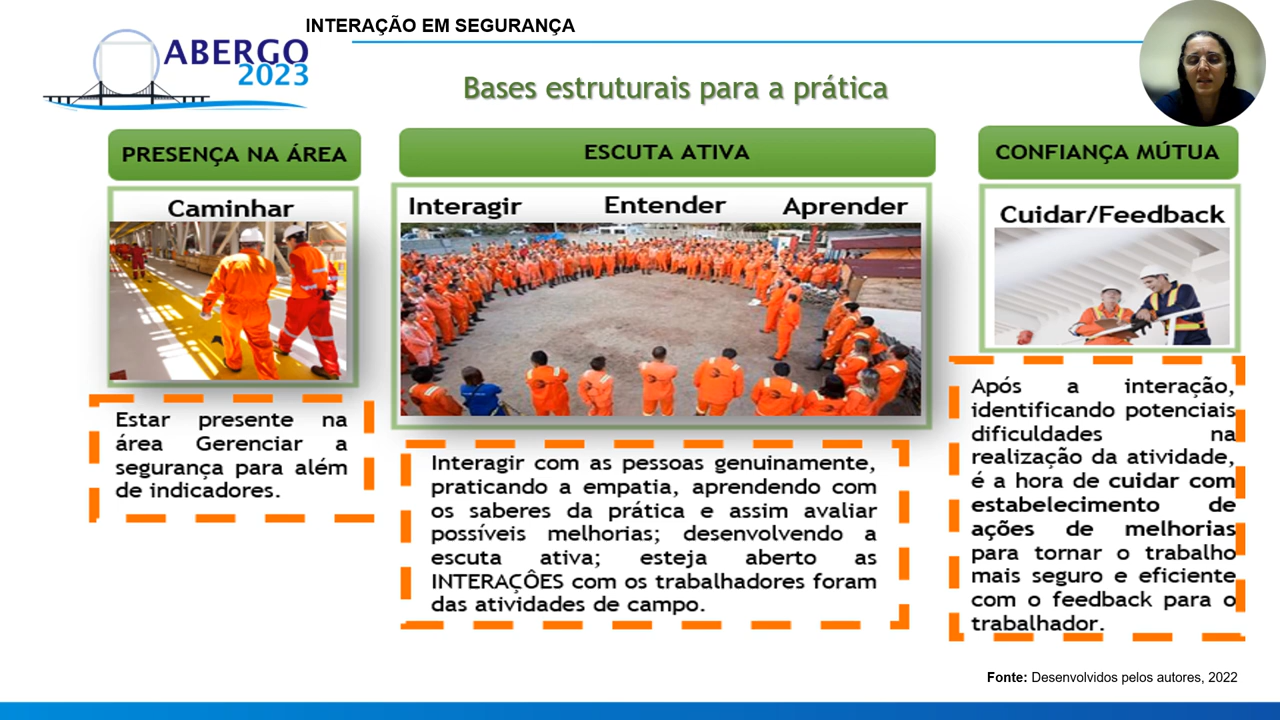 INTERAÇÃO EM SEGURANÇA
ABERGO
2023
Bases estruturais para a prática
PRESENÇA NA ÁREA
Caminhar
Estar presente na
área Gerenciar a
segurança para além
de indicadores.
ESCUTA ATIVA
Interagir Entender Aprender
Interagir com as pessoas genuinamente,
praticando a empatia, aprendendo com
os saberes da prática e assim avaliar
possíveis melhorias; desenvolvendo a
escuta ativa; esteja aberto as
INTERAÇÕES com os trabalhadores foram
das atividades de campo.
CONFIANÇA MÚTUA
Cuidar/Feedback
Após a interação,
identificando potenciais
dificuldades na
realização da atividade,
é a hora de cuidar com
estabelecimento de
ações de melhorias
para tornar o trabalho
mais seguro e eficiente
com o feedback para o
trabalhador.
Fonte: Desenvolvidos pelos autores, 2022